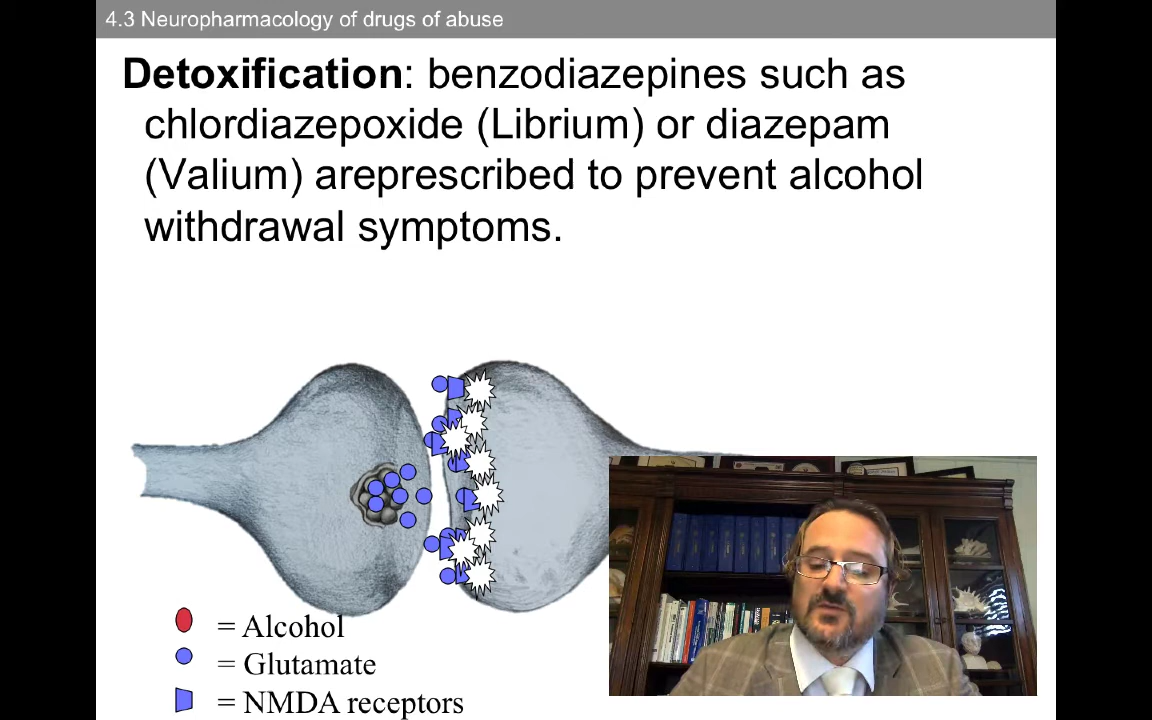 4.3 Neuropharmacology of drugs of abuse
Detoxification: benzodiazepines such as
chlordiazepoxide (Librium) or diazepam
(Valium) areprescribed to prevent alcohol
withdrawal symptoms.
= Alcohol
= Glutamate
= NMDA receptors